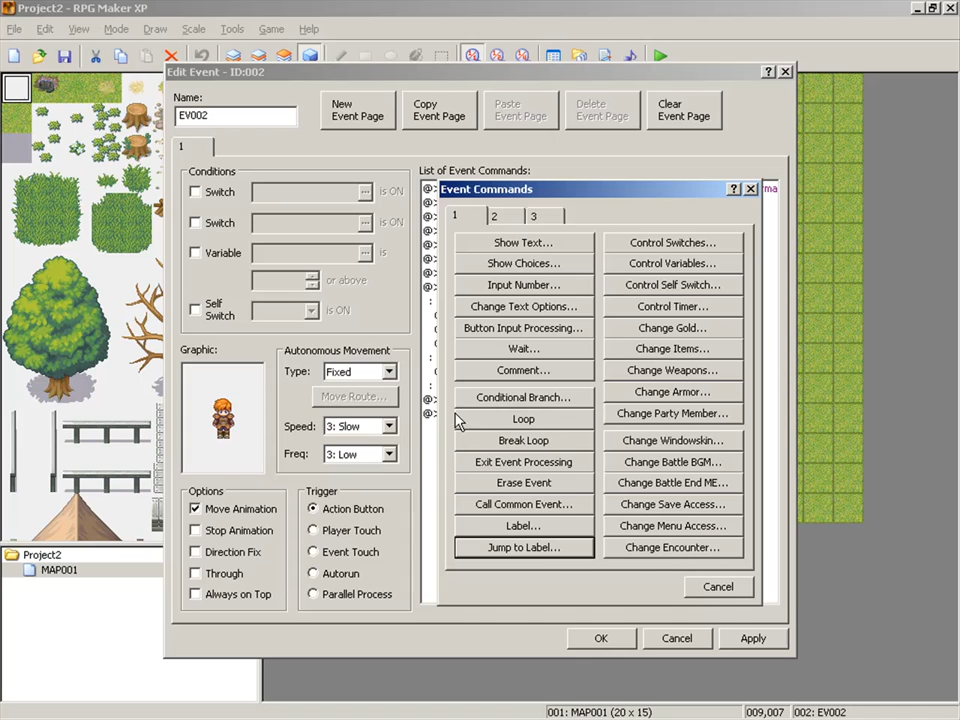 Project2 - RPG Maker XP
File Edit View Mode Draw Scale Tools Game Help
Edit Event - ID:002
Name:
EV002
New Event Page
Copy Event Page
Paste Event Page
Delete Event Page
Clear Event Page
1
Conditions
Switch ... is ON
Switch ... is ON
Variable ... is
or above
Self Switch is ON
Graphic:
Autonomous Movement
Type: Fixed
Move Route...
Speed: 3: Slow
Freq: 3: Low
Options
Move Animation
Stop Animation
Direction Fix
Through
Always on Top
Trigger
Action Button
Player Touch
Event Touch
Autorun
Parallel Process
List of Event Commands:
Event Commands
1 2 3
Show Text...
Show Choices...
Input Number...
Change Text Options...
Button Input Processing...
Wait...
Comment...
Conditional Branch...
Loop
Break Loop
Exit Event Processing
Erase Event
Call Common Event...
Label...
Jump to Label...
Control Switches...
Control Variables...
Control Self Switch...
Control Timer...
Change Gold...
Change Items...
Change Weapons...
Change Armor...
Change Party Member...
Change Windowskin...
Change Battle BGM...
Change Battle End ME...
Change Save Access...
Change Menu Access...
Change Encounter...
Cancel
OK Cancel Apply
Project2
MAP001
001: MAP001 (20 x 15) 009,007 002: EV002